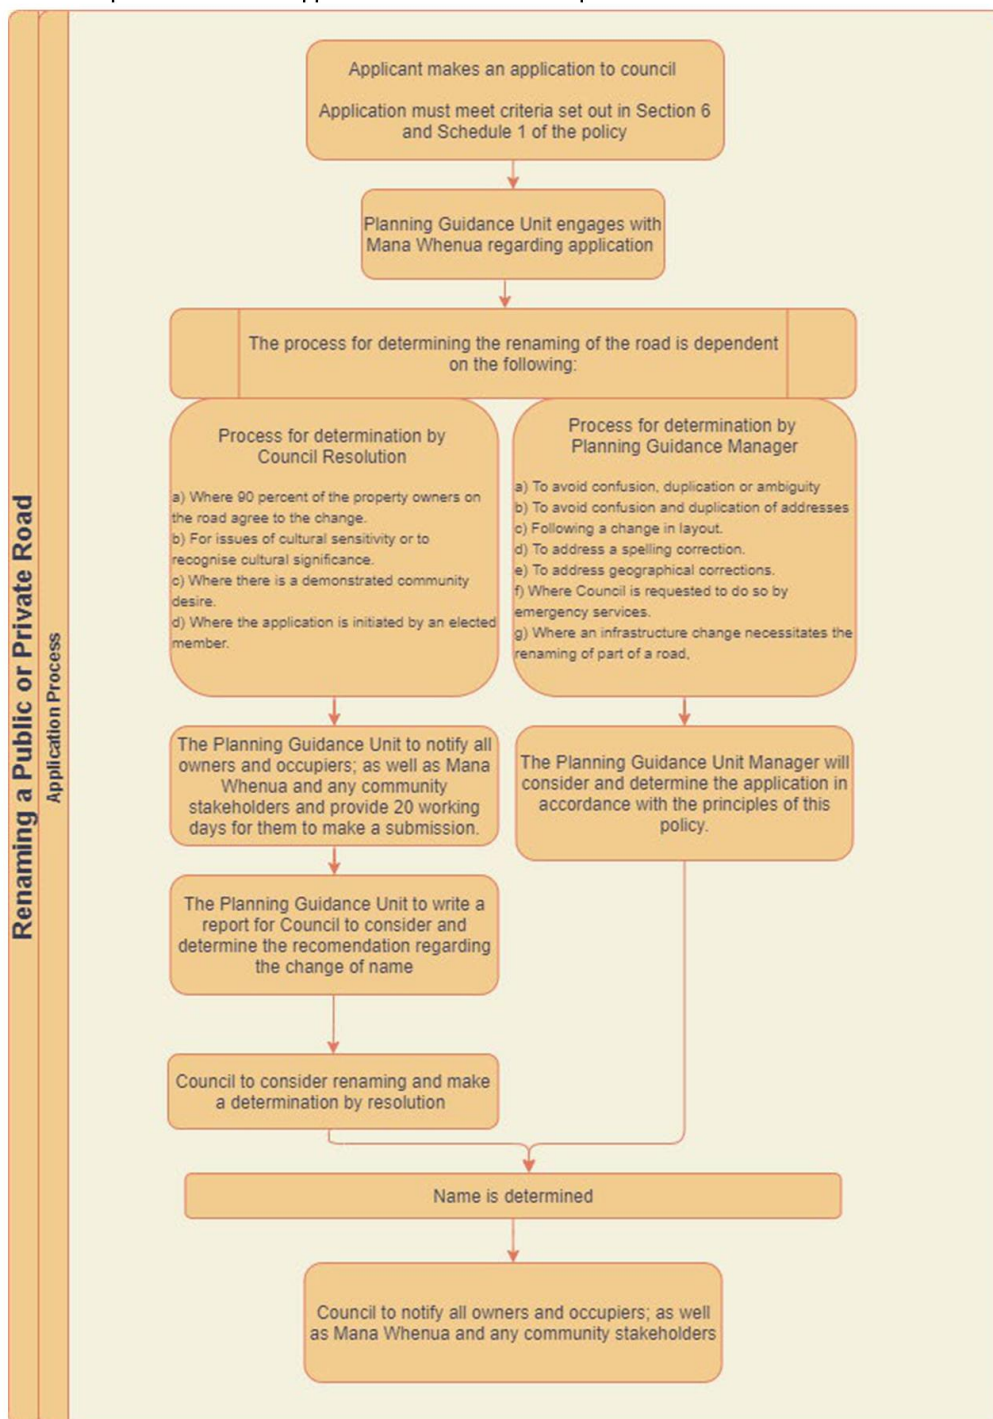 Renaming a Public or Private Road
Application Process
Applicant makes an application to council
Application must meet criteria set out in Section 6
and Schedule 1 of the policy
Planning Guidance Unit engages with
Mana Whenua regarding application
The process for determining the renaming of the road is dependent
on the following:
Process for determination by
Council Resolution
a) Where 90 percent of the property owners on
the road agree to the change.
b) For issues of cultural sensitivity or to
recognise cultural significance.
c) Where there is a demonstrated community
desire.
d) Where the application is initiated by an elected
member.
Process for determination by
Planning Guidance Manager
a) To avoid confusion, duplication or ambiguity
b) To avoid confusion and duplication of addresses
c) Following a change in layout.
d) To address a spelling correction.
e) To address geographical corrections.
f) Where Council is requested to do so by
emergency services.
g) Where an infrastructure change necessitates the
renaming of part of a road,
The Planning Guidance Unit to notify all
owners and occupiers; as well as Mana
Whenua and any community
stakeholders and provide 20 working
days for them to make a submission.
The Planning Guidance Unit Manager will
consider and determine the application in
accordance with the principles of this
policy.
The Planning Guidance Unit to write a
report for Council to consider and
determine the recomendation regarding
the change of name
Council to consider renaming and make
a determination by resolution
Name is determined
Council to notify all owners and occupiers; as well
as Mana Whenua and any community stakeholders